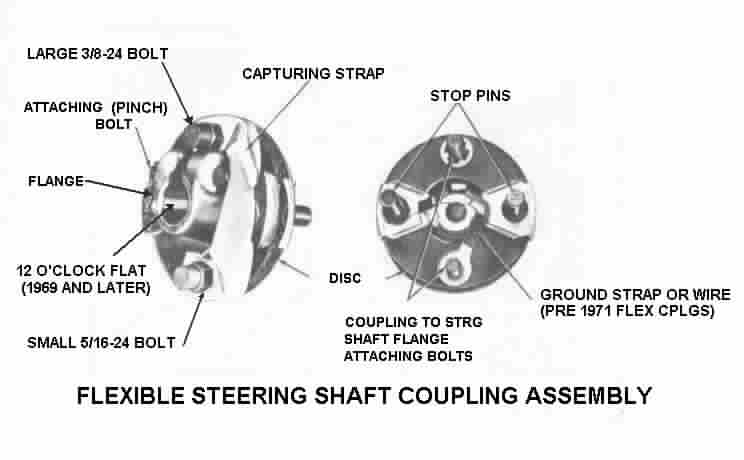 LARGE 3/8-24 BOLT
CAPTURING STRAP
ATTACHING (PINCH)
BOLT
FLANGE
12 O'CLOCK FLAT
(1969 AND LATER)
SMALL 5/16-24 BOLT
STOP PINS
DISC
COUPLING TO STRG
SHAFT FLANGE
ATTACHING BOLTS
GROUND STRAP OR WIRE
(PRE 1971 FLEX CPLGS)
FLEXIBLE STEERING SHAFT COUPLING ASSEMBLY